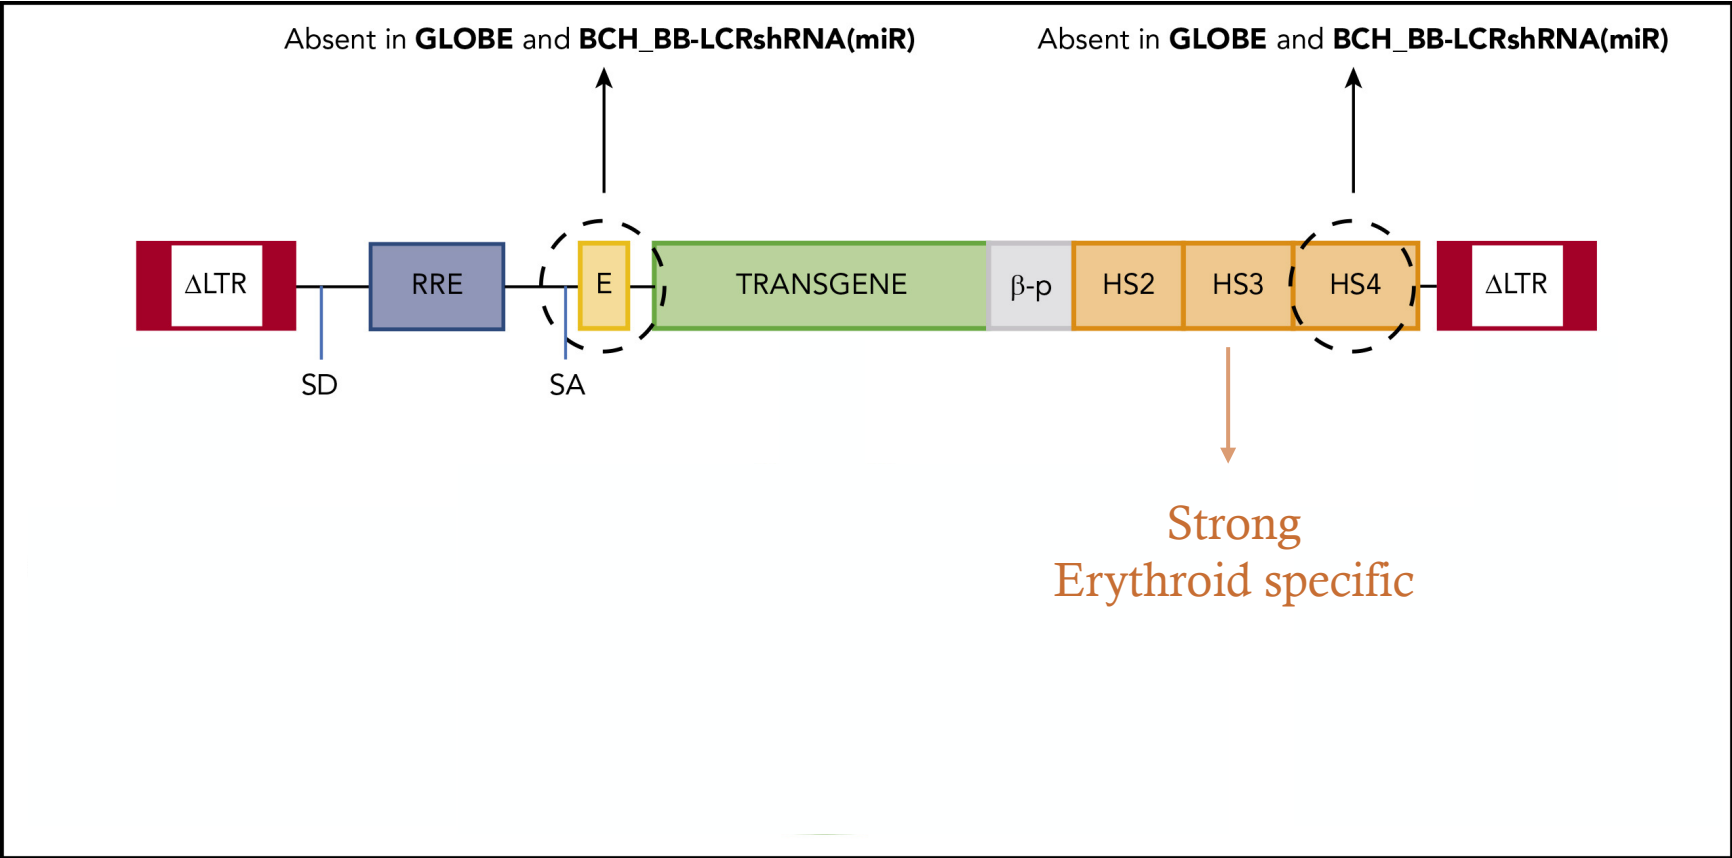 Absent in GLOBE and BCH_BB-LCRshRNA(miR)
Absent in GLOBE and BCH_BB-LCRshRNA(miR)
ΔLTR
RRE
E
TRANSGENE
β-p
HS2
HS3
HS4
ΔLTR
SD
SA
Strong
Erythroid specific